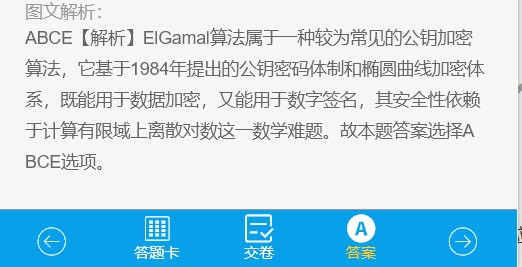 图文解析：
ABCE【解析】ElGamal算法属于一种较为常见的公钥加密
算法，它基于1984年提出的公钥密码体制和椭圆曲线加密体
系，既能用于数据加密，又能用于数字签名，其安全性依赖
于计算有限域上离散对数这一数学难题。故本题答案选择A
BCE选项。
A
答题卡 交卷 答案